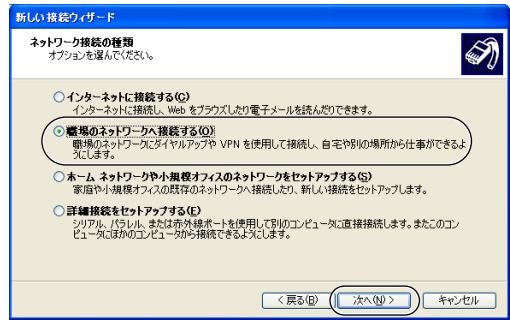 新しい接続ウィザード
ネットワーク接続の種類
オプションを選んでください。
インターネットに接続する(C)
インターネットに接続し、Web をブラウズしたり電子メールを読んだりできます。
職場のネットワークへ接続する(O)
職場のネットワークにダイヤルアップや VPN を使用して接続し、自宅や別の場所から仕事ができるよ
うにします。
ホーム ネットワークや小規模オフィスのネットワークをセットアップする(S)
家庭や小規模オフィスの既存のネットワークへ接続したり、新しい接続をセットアップします。
詳細接続をセットアップする(E)
シリアル、パラレル、または赤外線ポートを使用して別のコンピュータに直接接続します。またこのコン
ピュータにほかのコンピュータから接続できるようにします。
< 戻る(B)
次へ(N) >
キャンセル